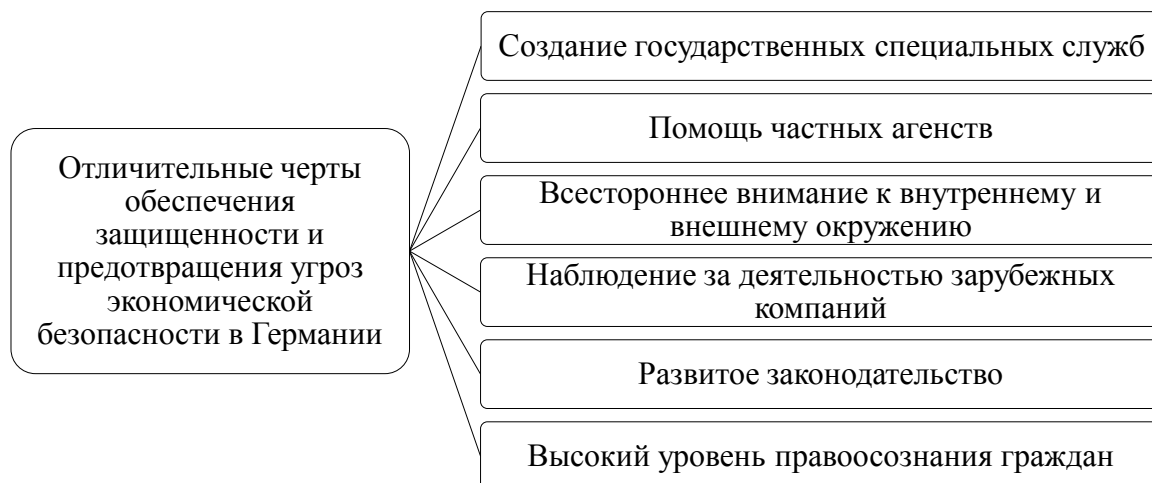 Отличительные черты
обеспечения
защищенности и
предотвращения угроз
экономической
безопасности в Германии
Создание государственных специальных служб
Помощь частных агенств
Всестороннее внимание к внутреннему и
внешнему окружению
Наблюдение за деятельностью зарубежных
компаний
Развитое законодательство
Высокий уровень правоосознания граждан